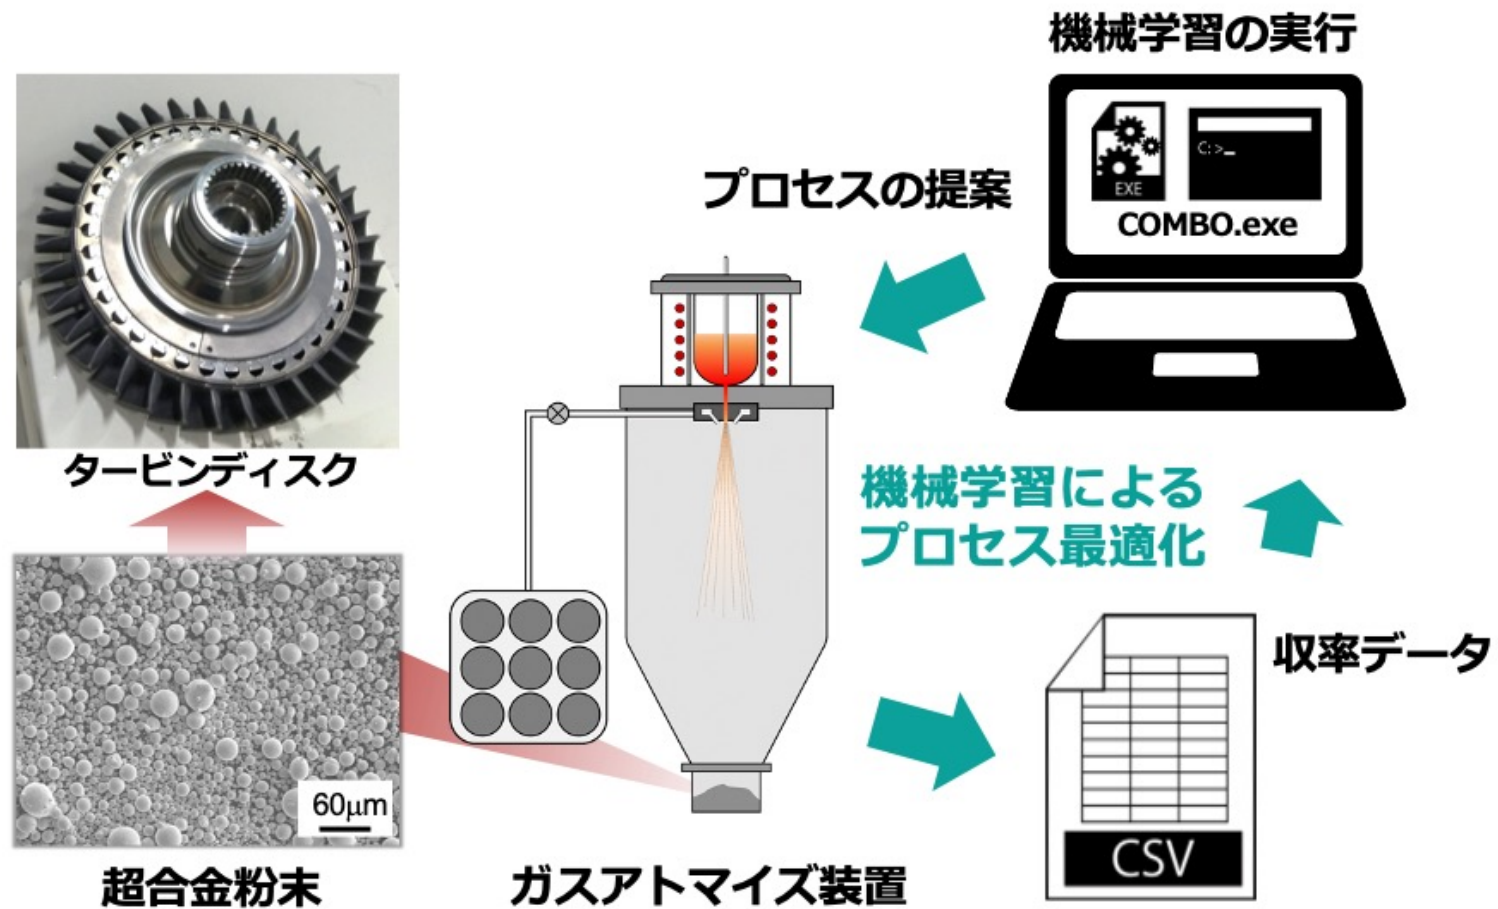 機械学習の実行
EXE
C:>_
COMBO.exe
プロセスの提案
タービンディスク
機械学習による
プロセス最適化
収率データ
60μm
CSV
超合金粉末
ガスアトマイズ装置